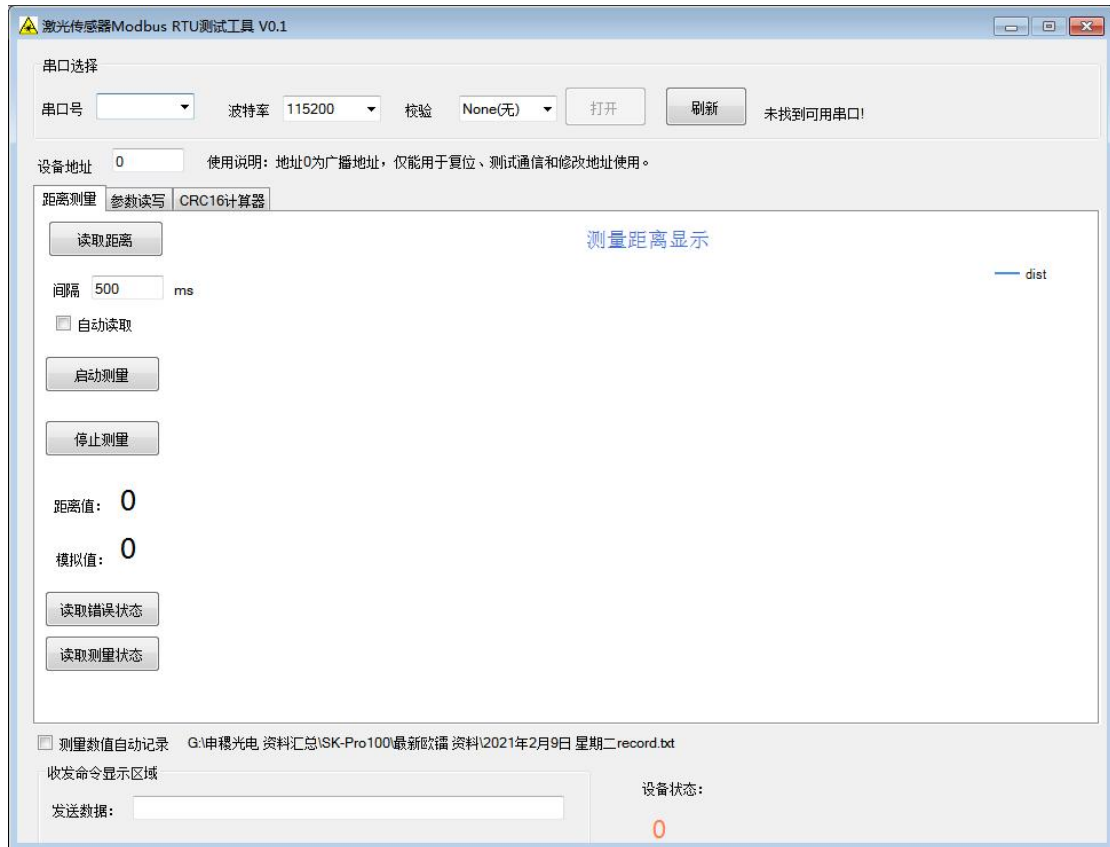 激光传感器Modbus RTU测试工具 V0.1
串口选择
串口号 波特率 115200 校验 None(无) 打开 刷新 未找到可用串口!
设备地址 0 使用说明：地址0为广播地址，仅能用于复位、测试通信和修改地址使用。
距离测量 参数读写 CRC16计算器
读取距离
测量距离显示
dist
间隔 500 ms
自动读取
启动测量
停止测量
距离值： 0
模拟值： 0
读取错误状态
读取测量状态
测量数值自动记录 G:\申稷光电 资料汇总\SK-Pro100\最新欧镭 资料\2021年2月9日 星期二record.txt
收发命令显示区域
设备状态：
发送数据：
0